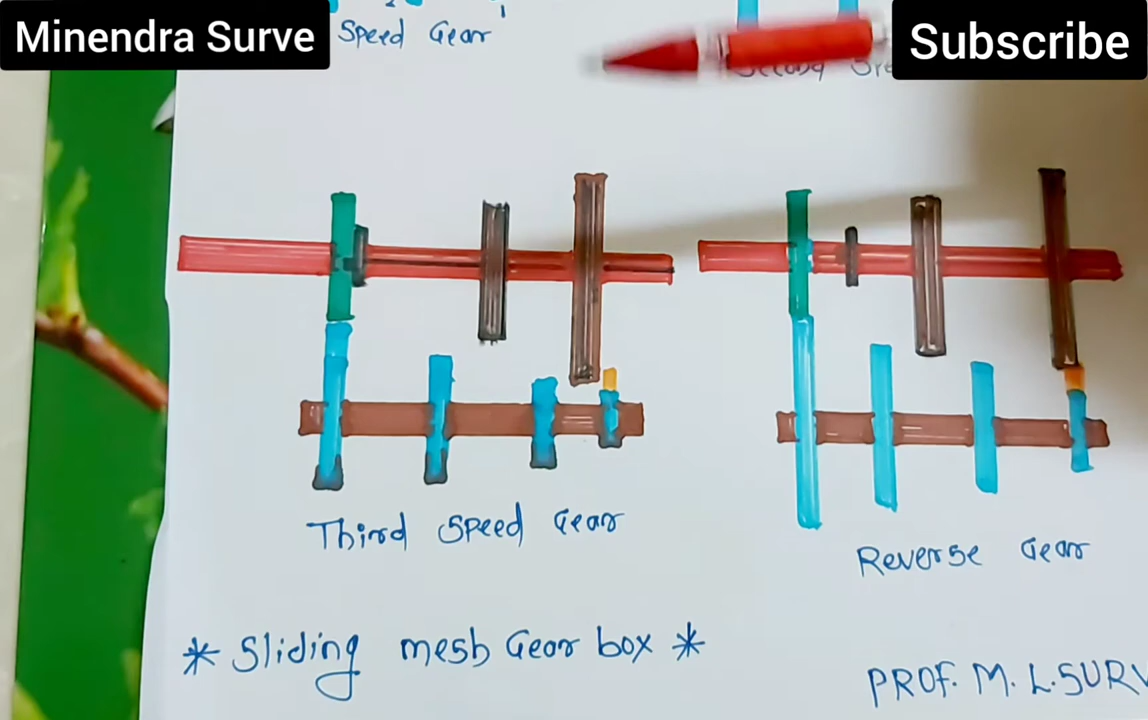 Minendra Surve
Subscribe
Speed Gear
Third Speed Gear
Reverse Gear
* Sliding mesh Gear box *
PROF. M. L. SURV